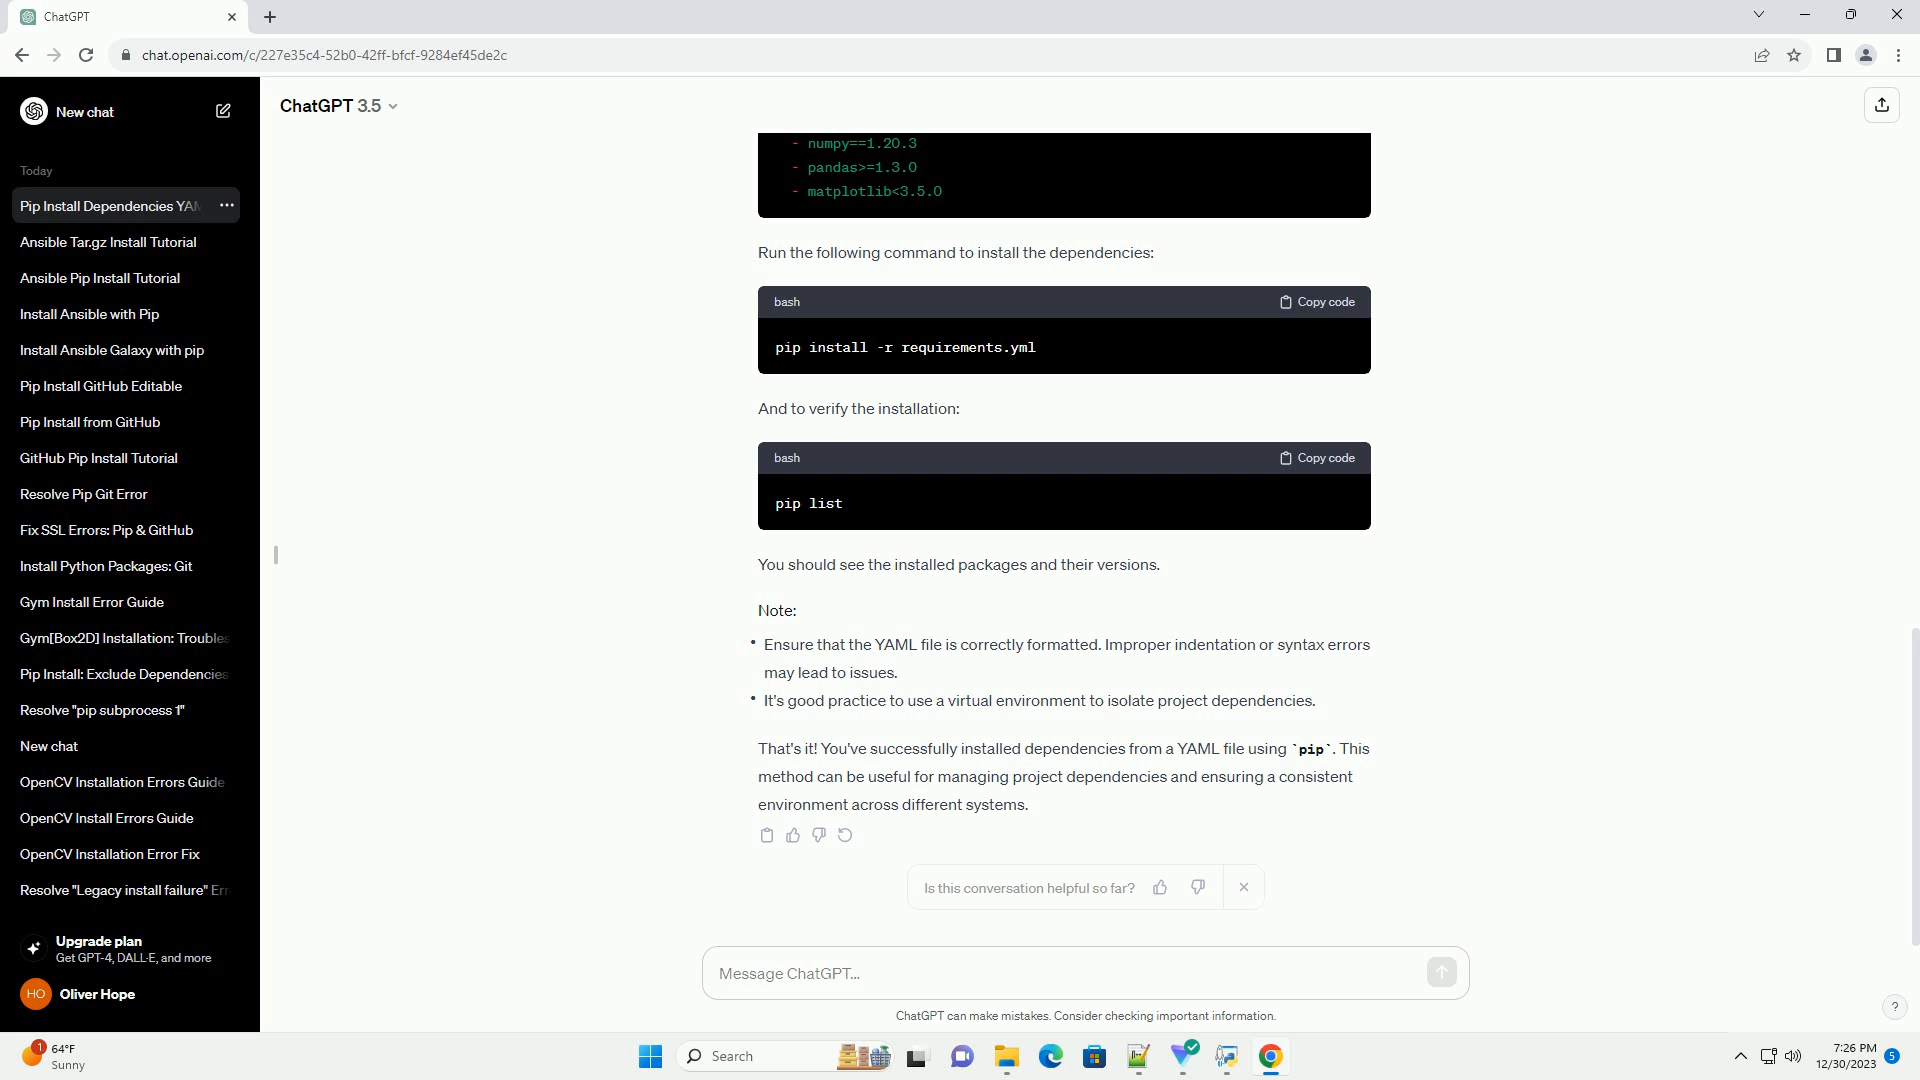 ChatGPT
chat.openai.com/c/227e35c4-52b0-42ff-bfcf-9284ef45de2c
New chat
Today
Pip Install Dependencies YAM
Ansible Tar.gz Install Tutorial
Ansible Pip Install Tutorial
Install Ansible with Pip
Install Ansible Galaxy with pip
Pip Install GitHub Editable
Pip Install from GitHub
GitHub Pip Install Tutorial
Resolve Pip Git Error
Fix SSL Errors: Pip & GitHub
Install Python Packages: Git
Gym Install Error Guide
Gym[Box2D] Installation: Troubles
Pip Install: Exclude Dependencies
Resolve "pip subprocess 1"
New chat
OpenCV Installation Errors Guide
OpenCV Install Errors Guide
OpenCV Installation Error Fix
Resolve "Legacy install failure" Err
Upgrade plan
Get GPT-4, DALL·E, and more
HO Oliver Hope
ChatGPT 3.5
- numpy==1.20.3
- pandas>=1.3.0
- matplotlib<3.5.0
Run the following command to install the dependencies:
bash Copy code
pip install -r requirements.yml
And to verify the installation:
bash Copy code
pip list
You should see the installed packages and their versions.
Note:
• Ensure that the YAML file is correctly formatted. Improper indentation or syntax errors
may lead to issues.
• It's good practice to use a virtual environment to isolate project dependencies.
That's it! You've successfully installed dependencies from a YAML file using `pip`. This
method can be useful for managing project dependencies and ensuring a consistent
environment across different systems.
Is this conversation helpful so far?
Message ChatGPT...
ChatGPT can make mistakes. Consider checking important information.
?
1
64°F
Sunny
Search
7:26 PM
12/30/2023
5